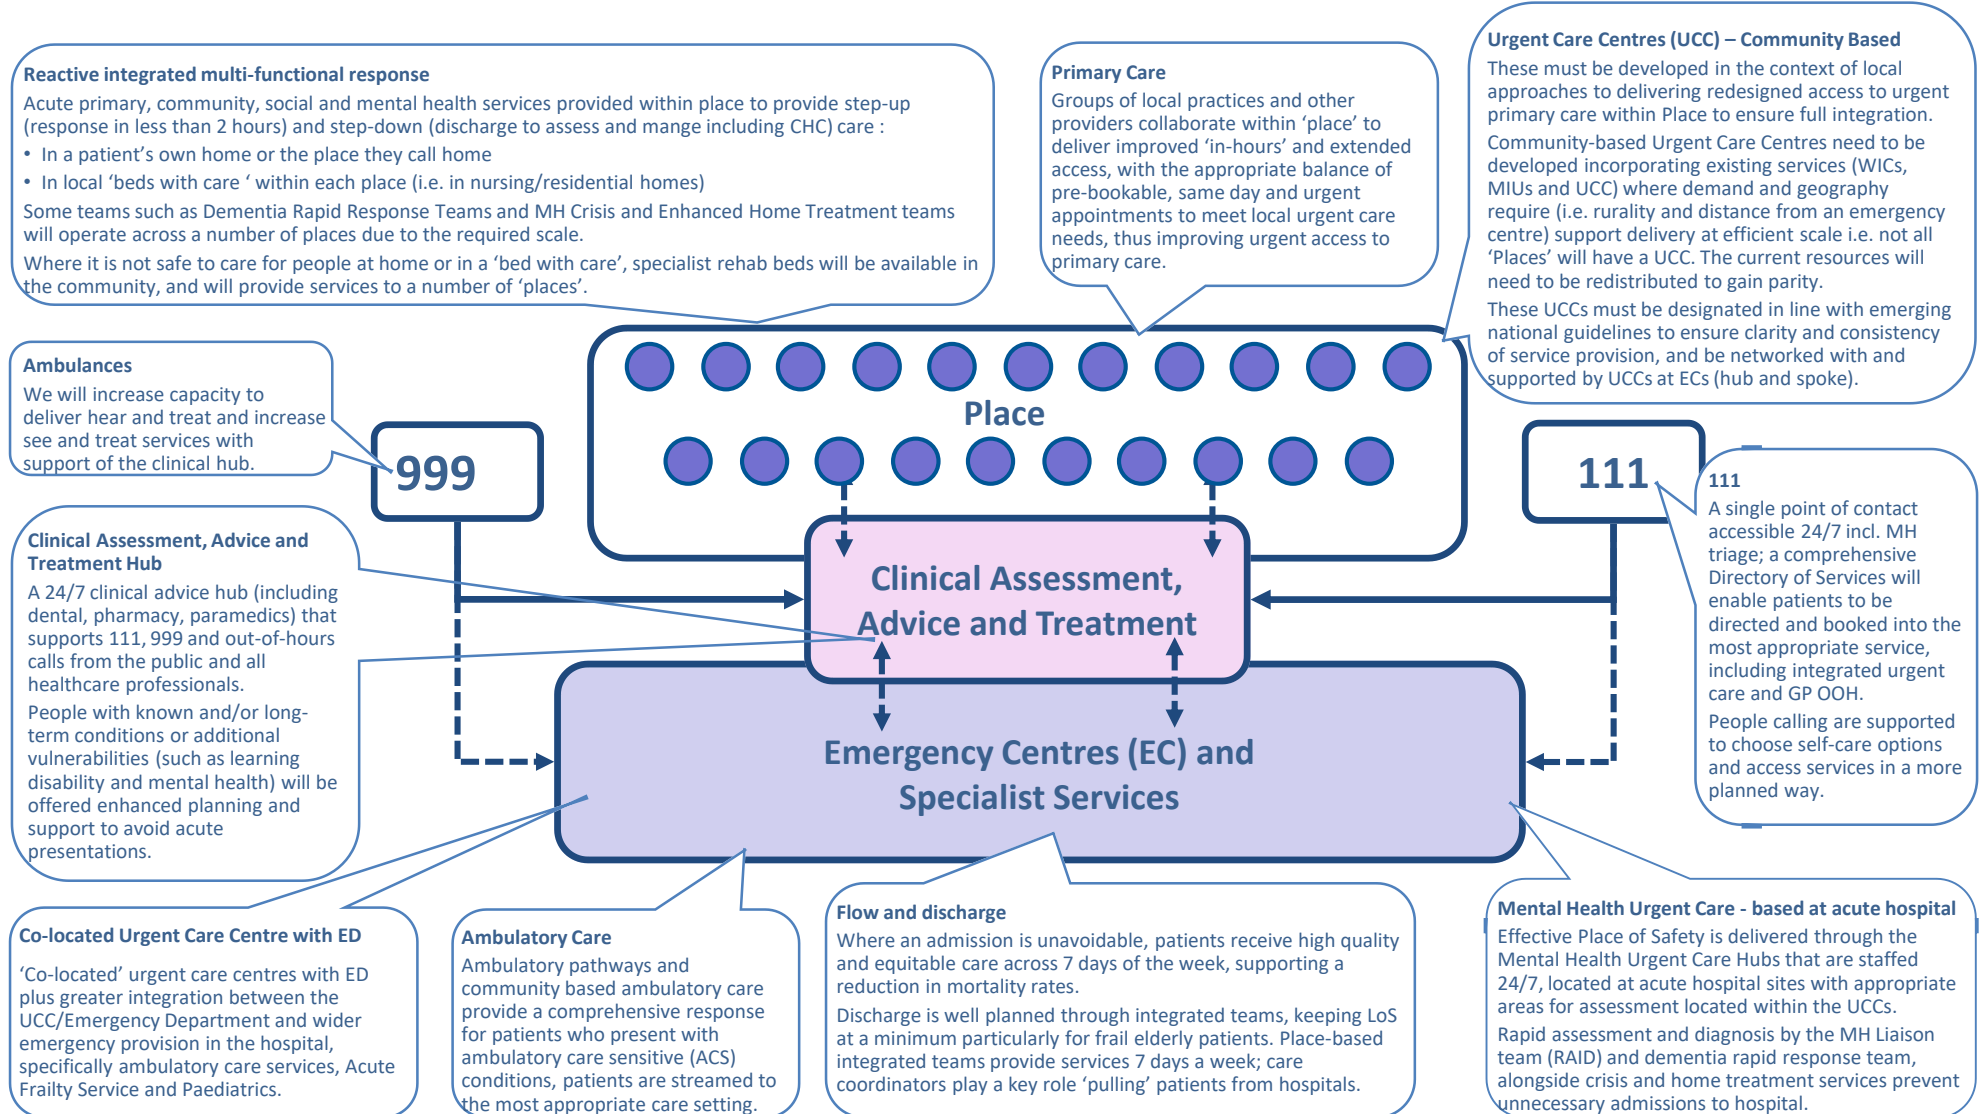 Reactive integrated multi-functional response
Acute primary, community, social and mental health services provided within place to provide step-up
(response in less than 2 hours) and step-down (discharge to assess and mange including CHC) care :
• In a patient’s own home or the place they call home
• In local ‘beds with care ‘ within each place (i.e. in nursing/residential homes)
Some teams such as Dementia Rapid Response Teams and MH Crisis and Enhanced Home Treatment teams
will operate across a number of places due to the required scale.
Where it is not safe to care for people at home or in a ‘bed with care’, specialist rehab beds will be available in
the community, and will provide services to a number of ‘places’.
Primary Care
Groups of local practices and other
providers collaborate within ‘place’ to
deliver improved ‘in-hours’ and extended
access, with the appropriate balance of
pre-bookable, same day and urgent
appointments to meet local urgent care
needs, thus improving urgent access to
primary care.
Urgent Care Centres (UCC) – Community Based
These must be developed in the context of local
approaches to delivering redesigned access to urgent
primary care within Place to ensure full integration.
Community-based Urgent Care Centres need to be
developed incorporating existing services (WICs,
MIUs and UCC) where demand and geography
require (i.e. rurality and distance from an emergency
centre) support delivery at efficient scale i.e. not all
‘Places’ will have a UCC. The current resources will
need to be redistributed to gain parity.
These UCCs must be designated in line with emerging
national guidelines to ensure clarity and consistency
of service provision, and be networked with and
supported by UCCs at ECs (hub and spoke).
Ambulances
We will increase capacity to
deliver hear and treat and increase
see and treat services with
support of the clinical hub.
999
Place
111
111
A single point of contact
accessible 24/7 incl. MH
triage; a comprehensive
Directory of Services will
enable patients to be
directed and booked into the
most appropriate service,
including integrated urgent
care and GP OOH.
People calling are supported
to choose self-care options
and access services in a more
planned way.
Clinical Assessment, Advice and
Treatment Hub
A 24/7 clinical advice hub (including
dental, pharmacy, paramedics) that
supports 111, 999 and out-of-hours
calls from the public and all
healthcare professionals.
People with known and/or long-
term conditions or additional
vulnerabilities (such as learning
disability and mental health) will be
offered enhanced planning and
support to avoid acute
presentations.
Clinical Assessment,
Advice and Treatment
Emergency Centres (EC) and
Specialist Services
Co-located Urgent Care Centre with ED
‘Co-located’ urgent care centres with ED
plus greater integration between the
UCC/Emergency Department and wider
emergency provision in the hospital,
specifically ambulatory care services, Acute
Frailty Service and Paediatrics.
Ambulatory Care
Ambulatory pathways and
community based ambulatory care
provide a comprehensive response
for patients who present with
ambulatory care sensitive (ACS)
conditions, patients are streamed to
the most appropriate care setting.
Flow and discharge
Where an admission is unavoidable, patients receive high quality
and equitable care across 7 days of the week, supporting a
reduction in mortality rates.
Discharge is well planned through integrated teams, keeping LoS
at a minimum particularly for frail elderly patients. Place-based
integrated teams provide services 7 days a week; care
coordinators play a key role ‘pulling’ patients from hospitals.
Mental Health Urgent Care - based at acute hospital
Effective Place of Safety is delivered through the
Mental Health Urgent Care Hubs that are staffed
24/7, located at acute hospital sites with appropriate
areas for assessment located within the UCCs.
Rapid assessment and diagnosis by the MH Liaison
team (RAID) and dementia rapid response team,
alongside crisis and home treatment services prevent
unnecessary admissions to hospital.